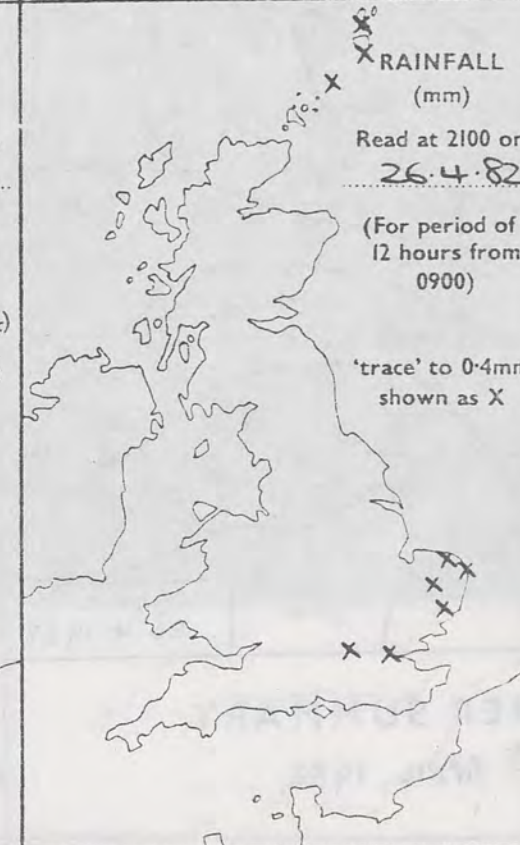 RAINFALL
(mm)
Read at 2100 on
26.4.82
(For period of
12 hours from
0900)
'trace' to 0·4mm
shown as X